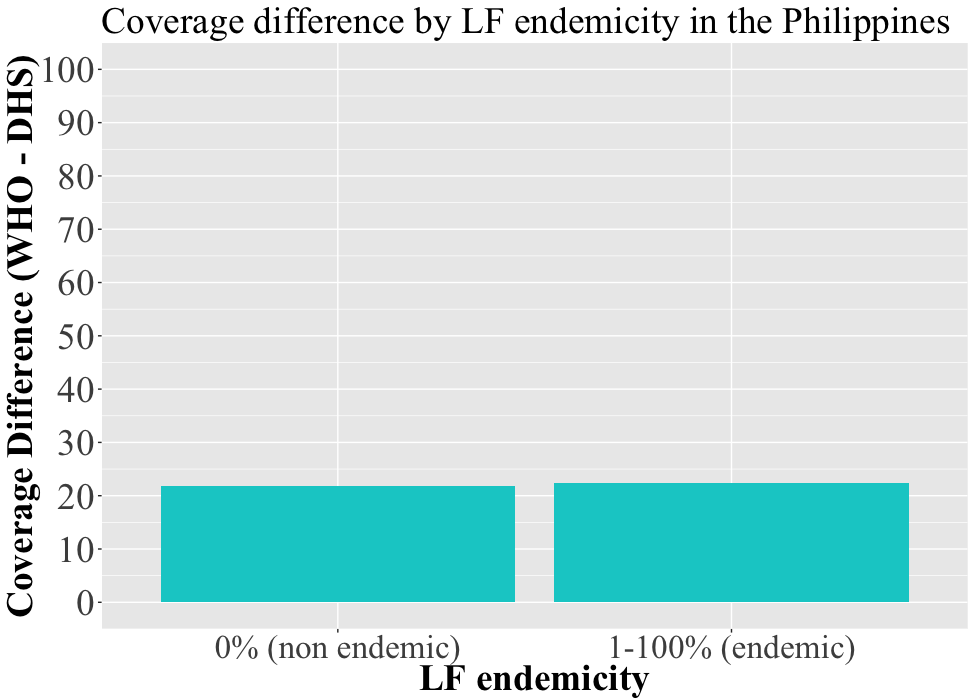 Coverage difference by LF endemicity in the Philippines
Coverage Difference (WHO - DHS)
100
90
80
70
60
50
40
30
20
10
0
0% (non endemic)
1-100% (endemic)
LF endemicity